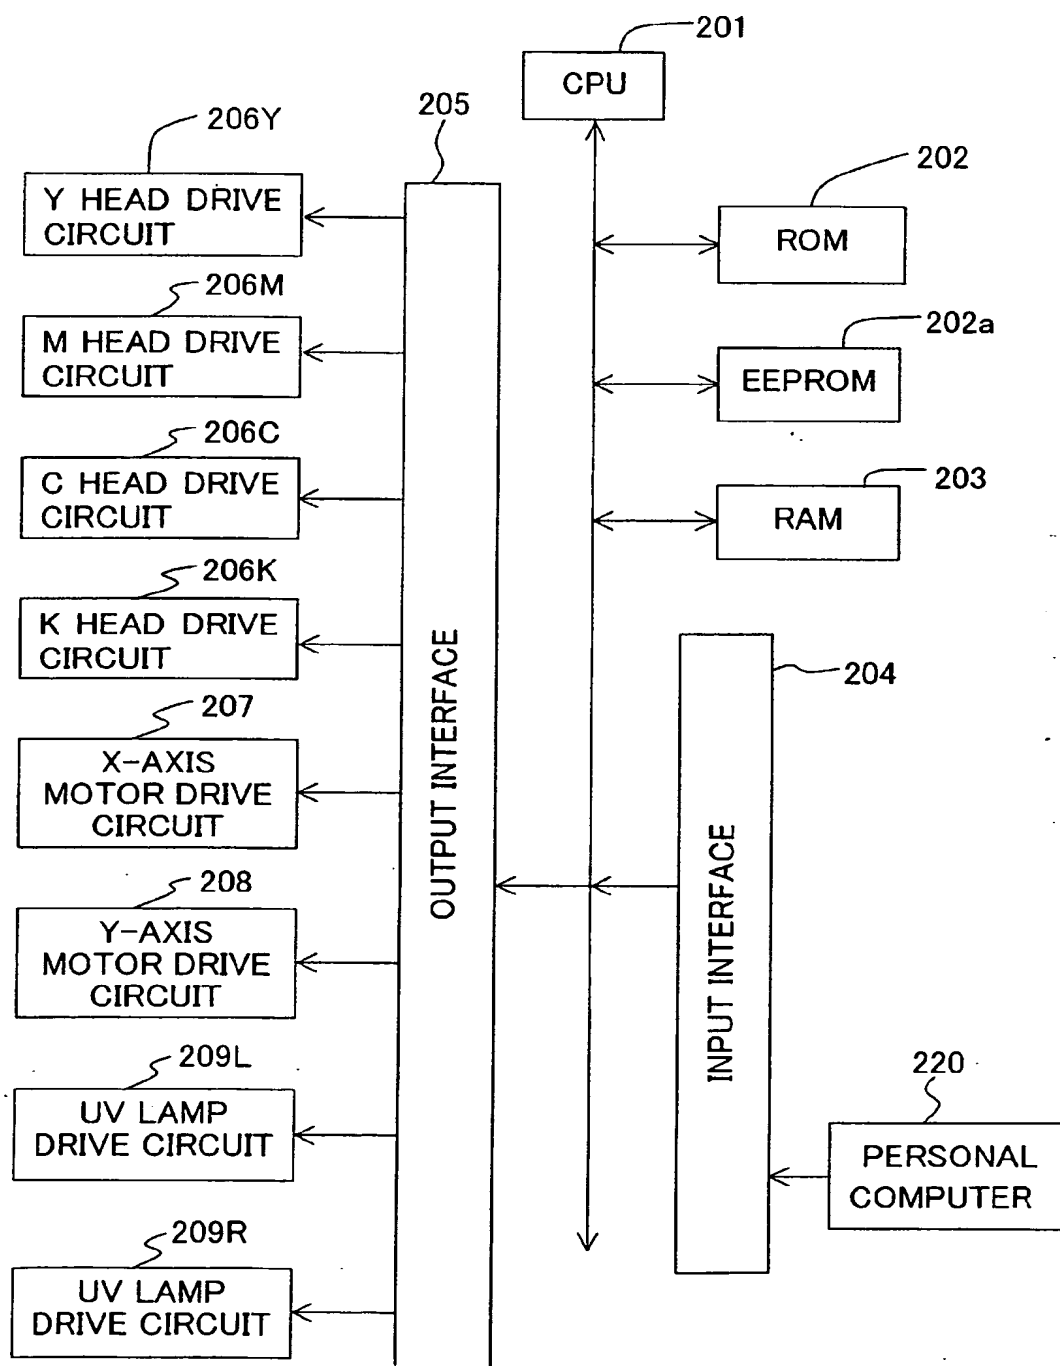 201
CPU
205
206Y
Y HEAD DRIVE
CIRCUIT
202
ROM
206M
M HEAD DRIVE
CIRCUIT
202a
EEPROM
206C
C HEAD DRIVE
CIRCUIT
203
RAM
206K
K HEAD DRIVE
CIRCUIT
OUTPUT INTERFACE
204
INPUT INTERFACE
207
X-AXIS
MOTOR DRIVE
CIRCUIT
208
Y-AXIS
MOTOR DRIVE
CIRCUIT
209L
UV LAMP
DRIVE CIRCUIT
220
PERSONAL
COMPUTER
209R
UV LAMP
DRIVE CIRCUIT